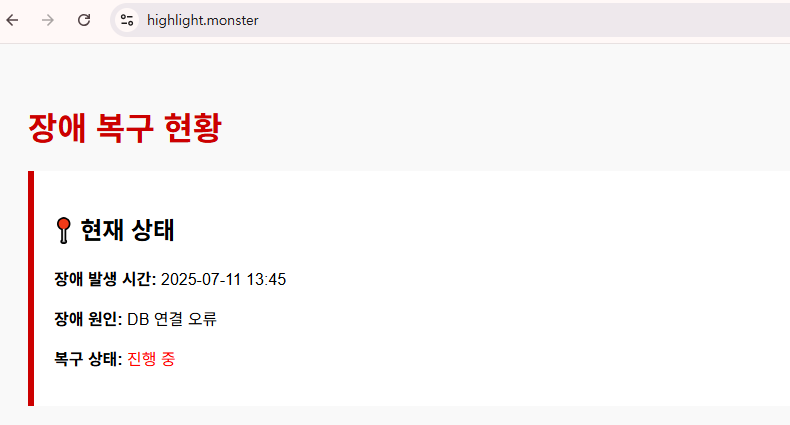 highlight.monster
장애 복구 현황
📍 현재 상태
장애 발생 시간: 2025-07-11 13:45
장애 원인: DB 연결 오류
복구 상태: 진행 중